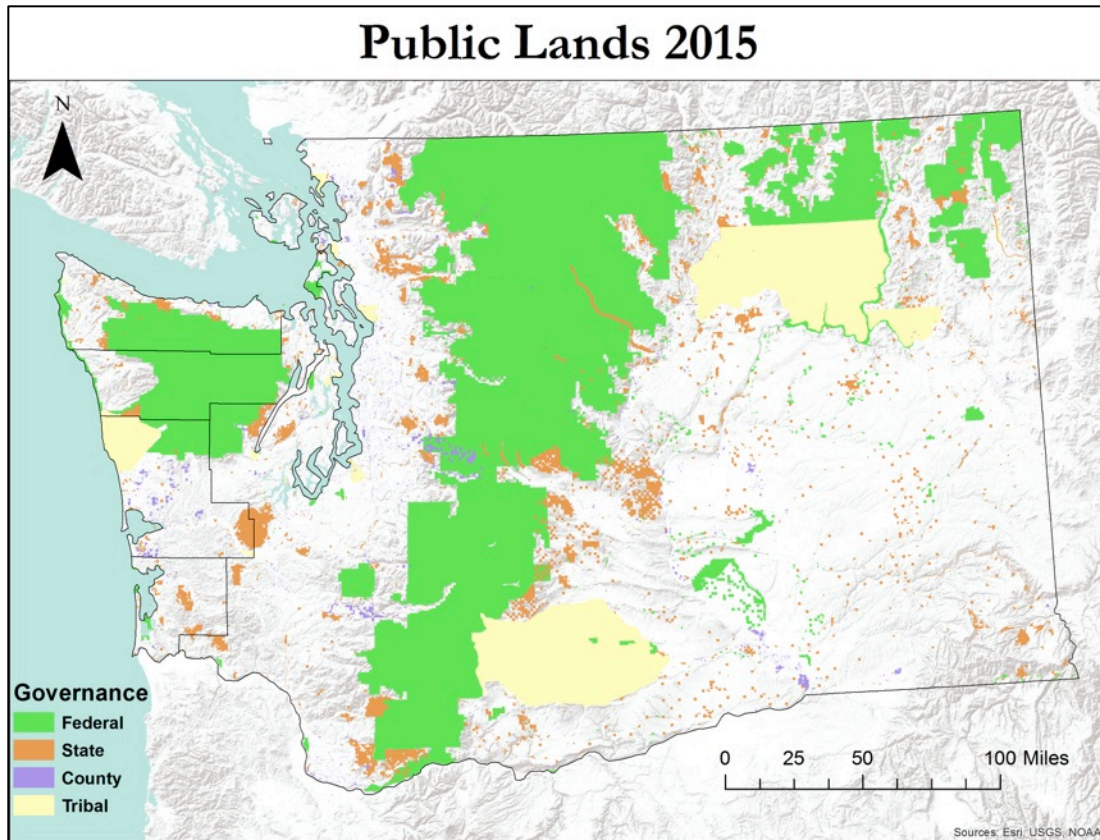 Public Lands 2015
N
Governance
Federal
State
County
Tribal
0 25 50 100 Miles
Sources: Esri, USGS, NOAA